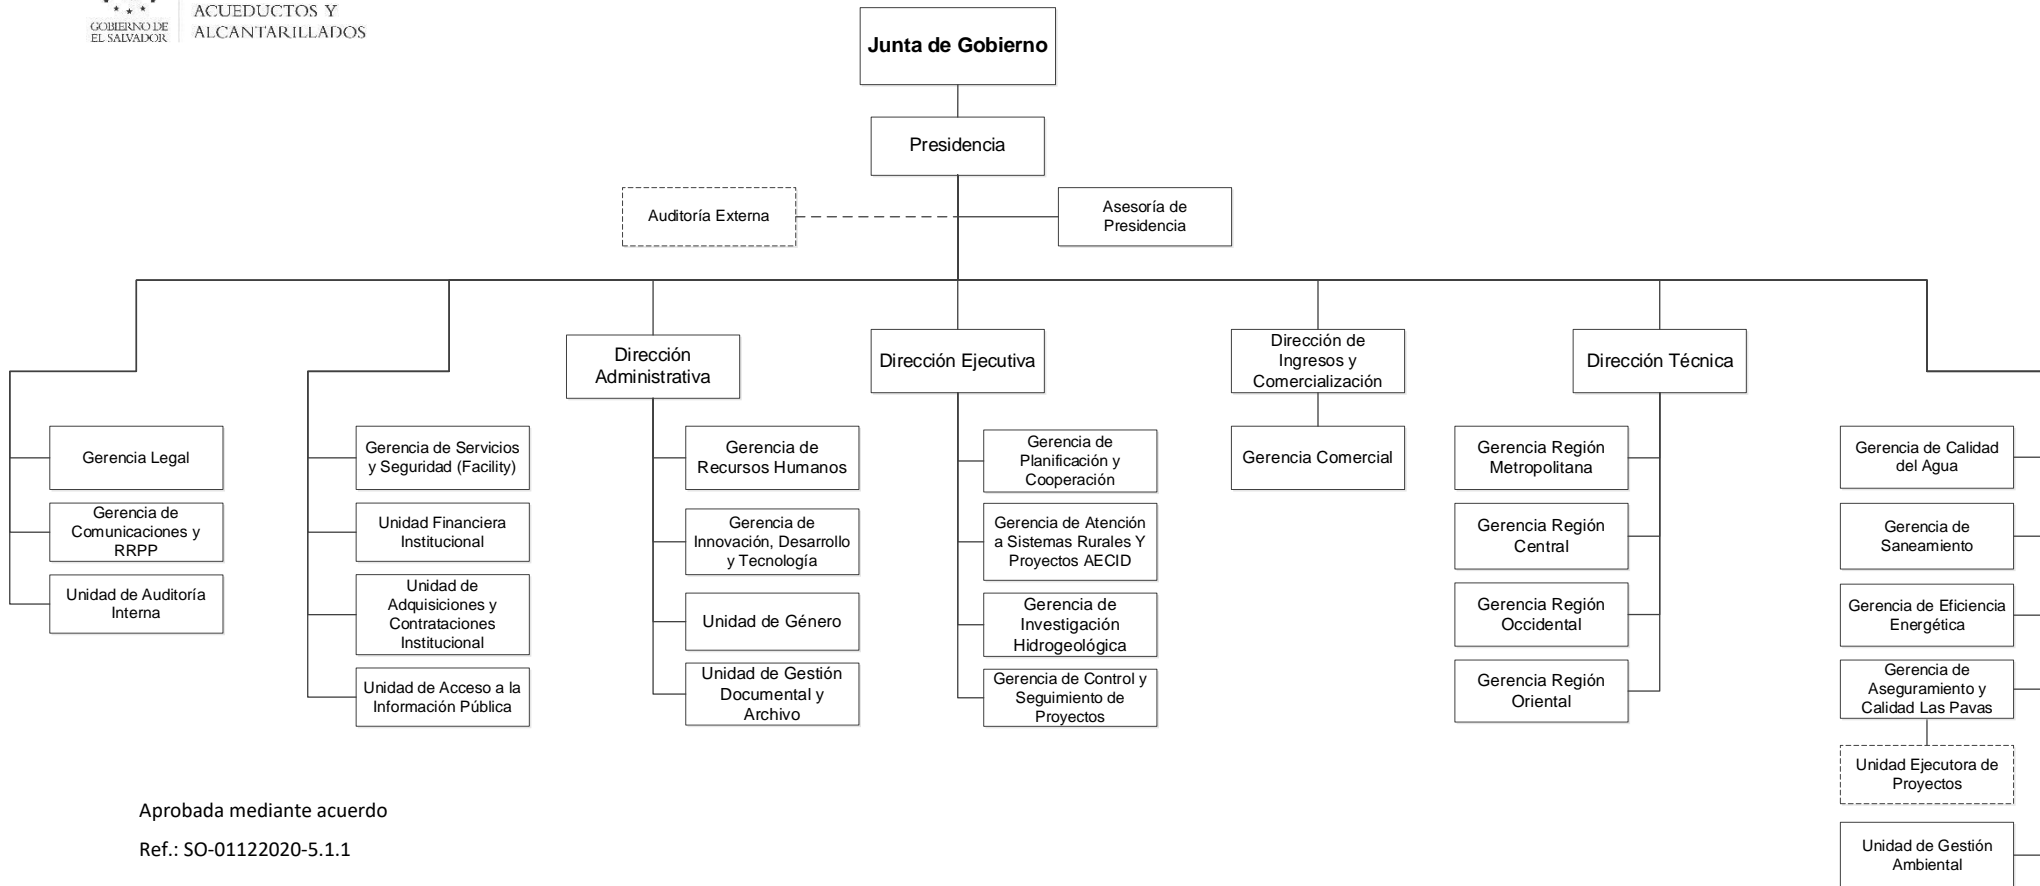 GOBIERNO DE
EL SALVADOR
ACUEDUCTOS Y
ALCANTARILLADOS
Junta de Gobierno
Presidencia
Auditoría Externa
Asesoría de
Presidencia
Dirección
Administrativa
Dirección Ejecutiva
Dirección de
Ingresos y
Comercialización
Dirección Técnica
Gerencia Legal
Gerencia de
Comunicaciones y
RRPP
Unidad de Auditoría
Interna
Gerencia de Servicios
y Seguridad (Facility)
Unidad Financiera
Institucional
Unidad de
Adquisiciones y
Contrataciones
Institucional
Unidad de Acceso a la
Información Pública
Gerencia de
Recursos Humanos
Gerencia de
Innovación, Desarrollo
y Tecnología
Unidad de Género
Unidad de Gestión
Documental y
Archivo
Gerencia de
Planificación y
Cooperación
Gerencia de Atención
a Sistemas Rurales Y
Proyectos AECID
Gerencia de
Investigación
Hidrogeológica
Gerencia de Control y
Seguimiento de
Proyectos
Gerencia Comercial
Gerencia Región
Metropolitana
Gerencia Región
Central
Gerencia Región
Occidental
Gerencia Región
Oriental
Gerencia de Calidad
del Agua
Gerencia de
Saneamiento
Gerencia de Eficiencia
Energética
Gerencia de
Aseguramiento y
Calidad Las Pavas
Unidad Ejecutora de
Proyectos
Unidad de Gestión
Ambiental
Aprobada mediante acuerdo
Ref.: SO-01122020-5.1.1